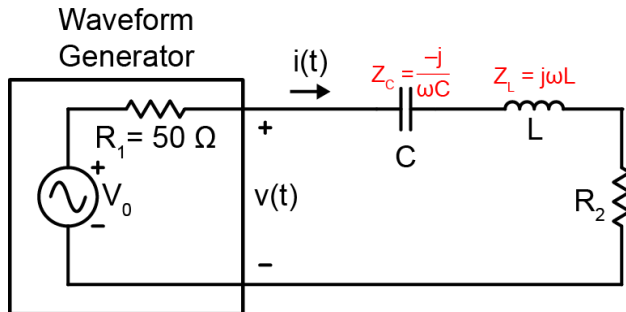 Waveform
Generator
i(t)
Z_C = –j/ωC
Z_L = jωL
R_1 = 50 Ω
+
C
L
+
V_0
–
v(t)
R_2
–